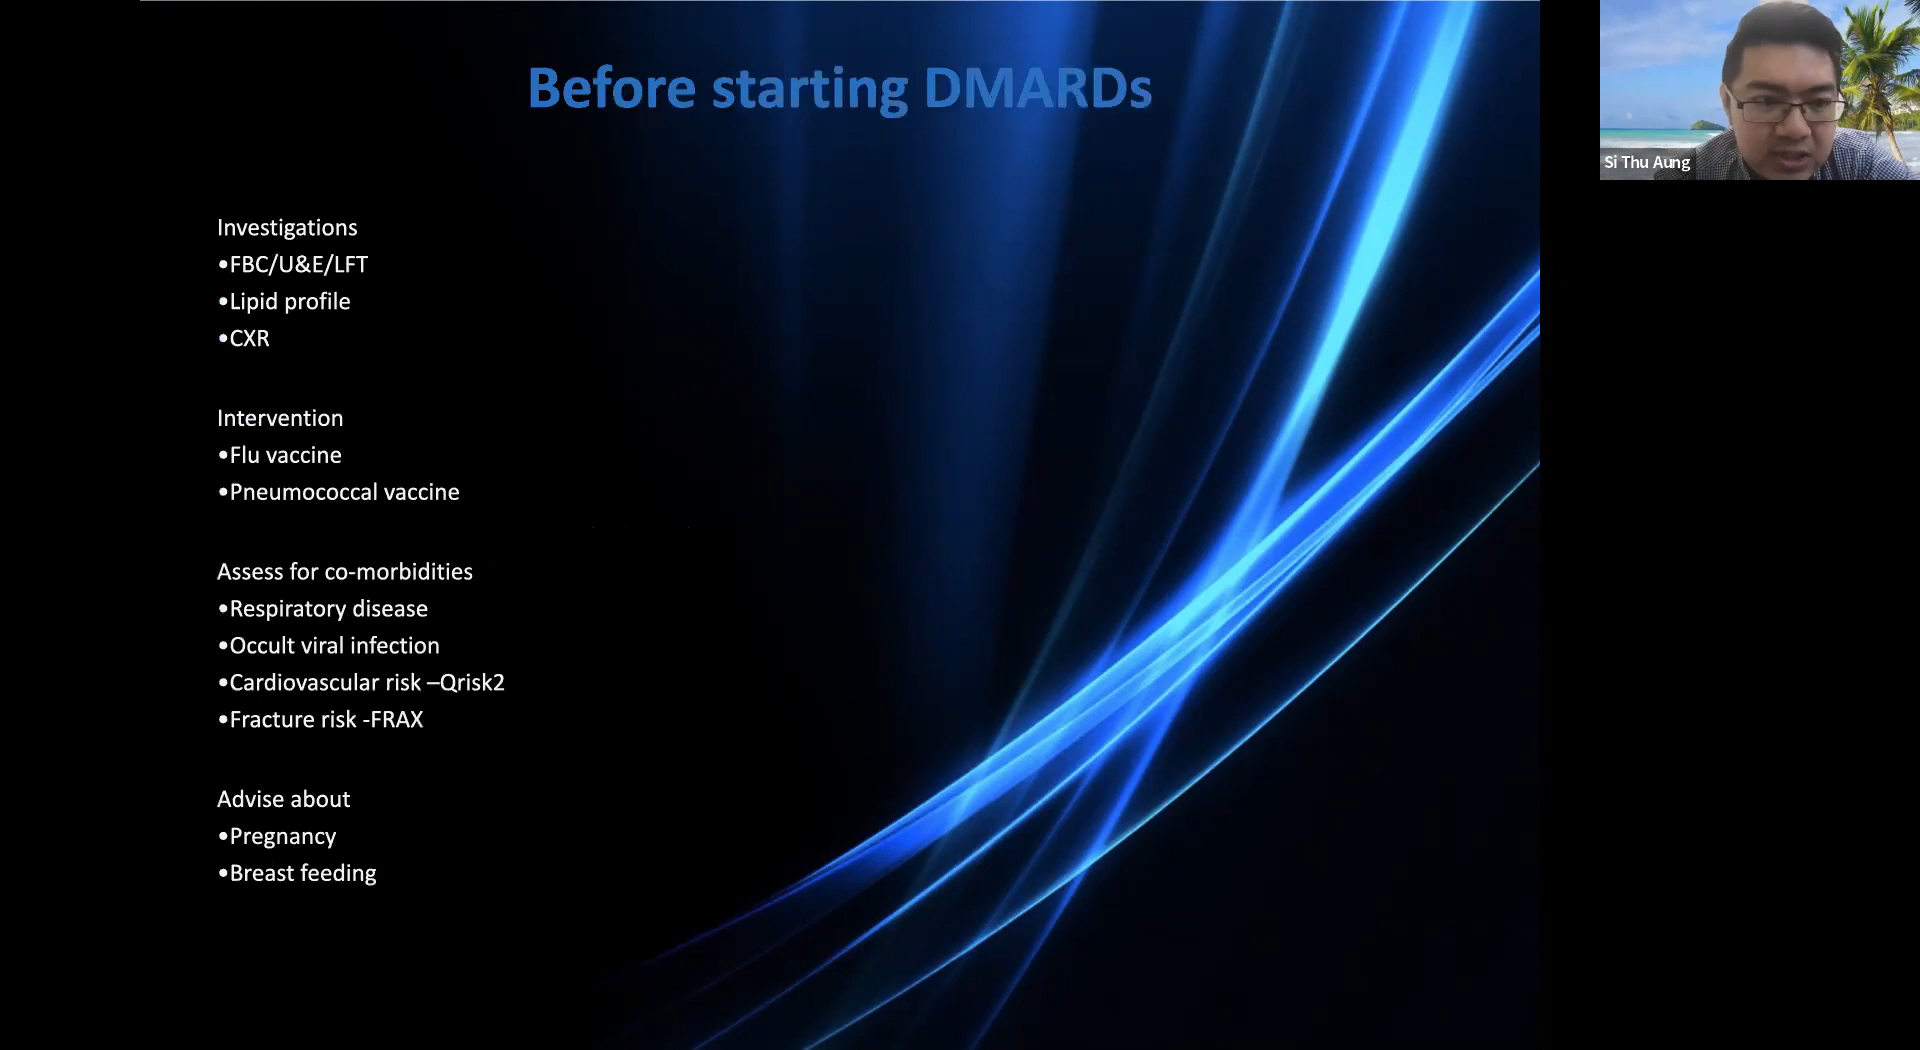 Before starting DMARDs
Si Thu Aung
Investigations
•FBC/U&E/LFT
•Lipid profile
•CXR
Intervention
•Flu vaccine
•Pneumococcal vaccine
Assess for co-morbidities
•Respiratory disease
•Occult viral infection
•Cardiovascular risk –Qrisk2
•Fracture risk -FRAX
Advise about
•Pregnancy
•Breast feeding